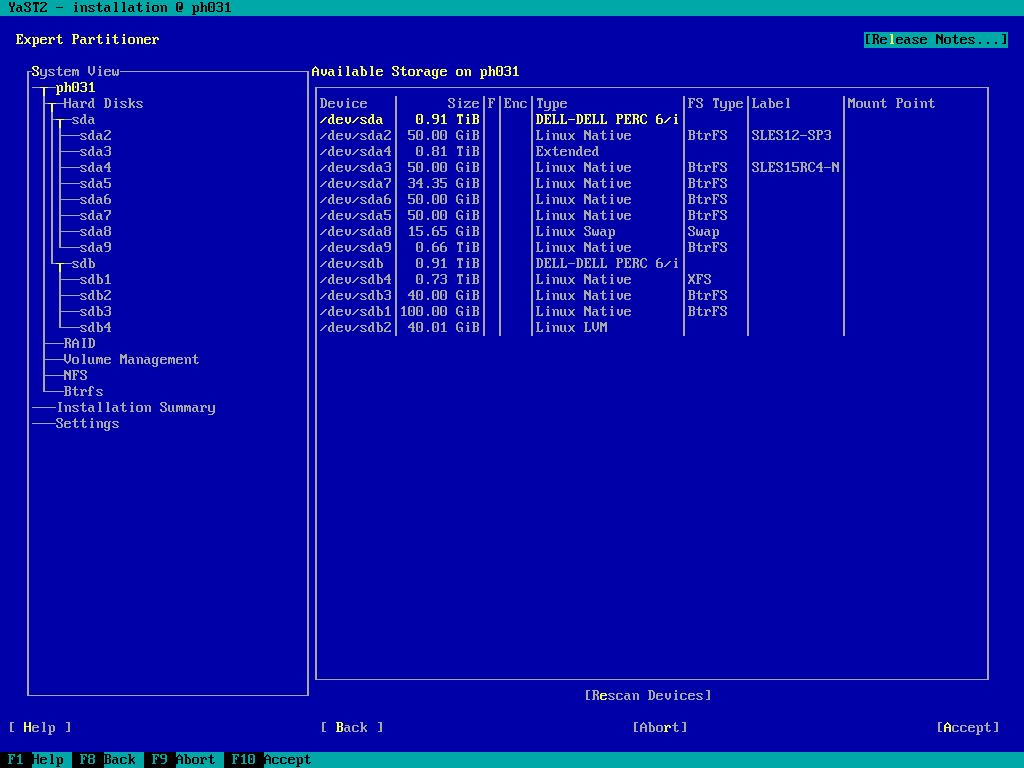 YaST2 - installation @ ph031
Expert Partitioner [Release Notes...]
System View
ph031
Hard Disks
sda
sda2
sda3
sda4
sda5
sda6
sda7
sda8
sda9
sdb
sdb1
sdb2
sdb3
sdb4
RAID
Volume Management
NFS
Btrfs
Installation Summary
Settings
Available Storage on ph031
Device Size F Enc Type FS Type Label Mount Point
/dev/sda 0.91 TiB DELL-DELL PERC 6/i
/dev/sda2 50.00 GiB Linux Native BtrFS SLES12-SP3
/dev/sda4 0.81 TiB Extended
/dev/sda3 50.00 GiB Linux Native BtrFS SLES15RC4-N
/dev/sda7 34.35 GiB Linux Native BtrFS
/dev/sda6 50.00 GiB Linux Native BtrFS
/dev/sda5 50.00 GiB Linux Native BtrFS
/dev/sda8 15.65 GiB Linux Swap Swap
/dev/sda9 0.66 TiB Linux Native BtrFS
/dev/sdb 0.91 TiB DELL-DELL PERC 6/i
/dev/sdb4 0.73 TiB Linux Native XFS
/dev/sdb3 40.00 GiB Linux Native BtrFS
/dev/sdb1 100.00 GiB Linux Native BtrFS
/dev/sdb2 40.01 GiB Linux LVM
[Rescan Devices]
[ Help ] [ Back ] [Abort] [Accept]
F1 Help F8 Back F9 Abort F10 Accept